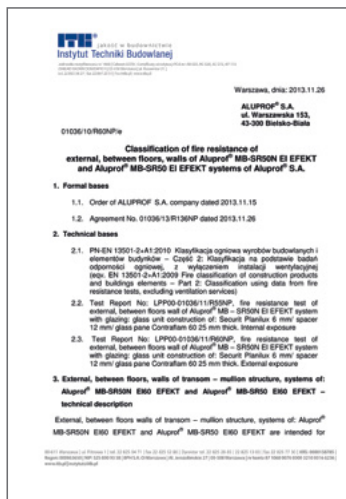 jakość w budownictwie
Instytut Techniki Budowlanej
Warszawa, dnia: 2013.11.26
ALUPROF® S.A.
ul. Warszawska 153,
43-300 Bielsko-Biała
01036/10/R60NP/e
Classification of fire resistance of
external, between floors, walls of Aluprof® MB-SR50N EI EFEKT
and Aluprof® MB-SR50 EI EFEKT systems of Aluprof® S.A.
1. Formal bases
1.1. Order of ALUPROF S.A. company dated 2013.11.15
1.2. Agreement No. 01036/13/R136NP dated 2013.11.26
2. Technical bases
2.1. PN-EN 13501-2+A1:2010 Klasyfikacja ogniowa wyrobów budowlanych i
elementów budynków – Część 2: Klasyfikacja na podstawie badań
odporności ogniowej, z wyłączeniem instalacji wentylacyjnej
(eqv. EN 13501-2+A1:2009 Fire classification of construction products
and buildings elements – Part 2: Classification using data from fire
resistance tests, excluding ventilation services)
2.2. Test Report No: LPP00-01036/11/R55NP, fire resistance test of
external, between floors wall of Aluprof® MB – SR50N EI EFEKT system
with glazing: glass unit construction of: Securit Planilux 6 mm/ spacer
12 mm/ glass pane Contraflam 60 25 mm thick. Internal exposure
2.3. Test Report No: LPP00-01036/11/R60NP, fire resistance test of
external, between floors wall of Aluprof® MB – SR50N EI EFEKT system
with glazing: glass unit construction of: Securit Planilux 6 mm/ spacer
12 mm/ glass pane Contraflam 60 25 mm thick. External exposure
3. External, between floors, walls of transom – mullion structure, systems of:
Aluprof® MB-SR50N EI60 EFEKT and Aluprof® MB-SR50 EI60 EFEKT –
technical description
External, between floors walls of transom – mullion structure, systems of: Aluprof®
MB-SR50N EI60 EFEKT and Aluprof® MB-SR50 EI60 EFEKT are intended for